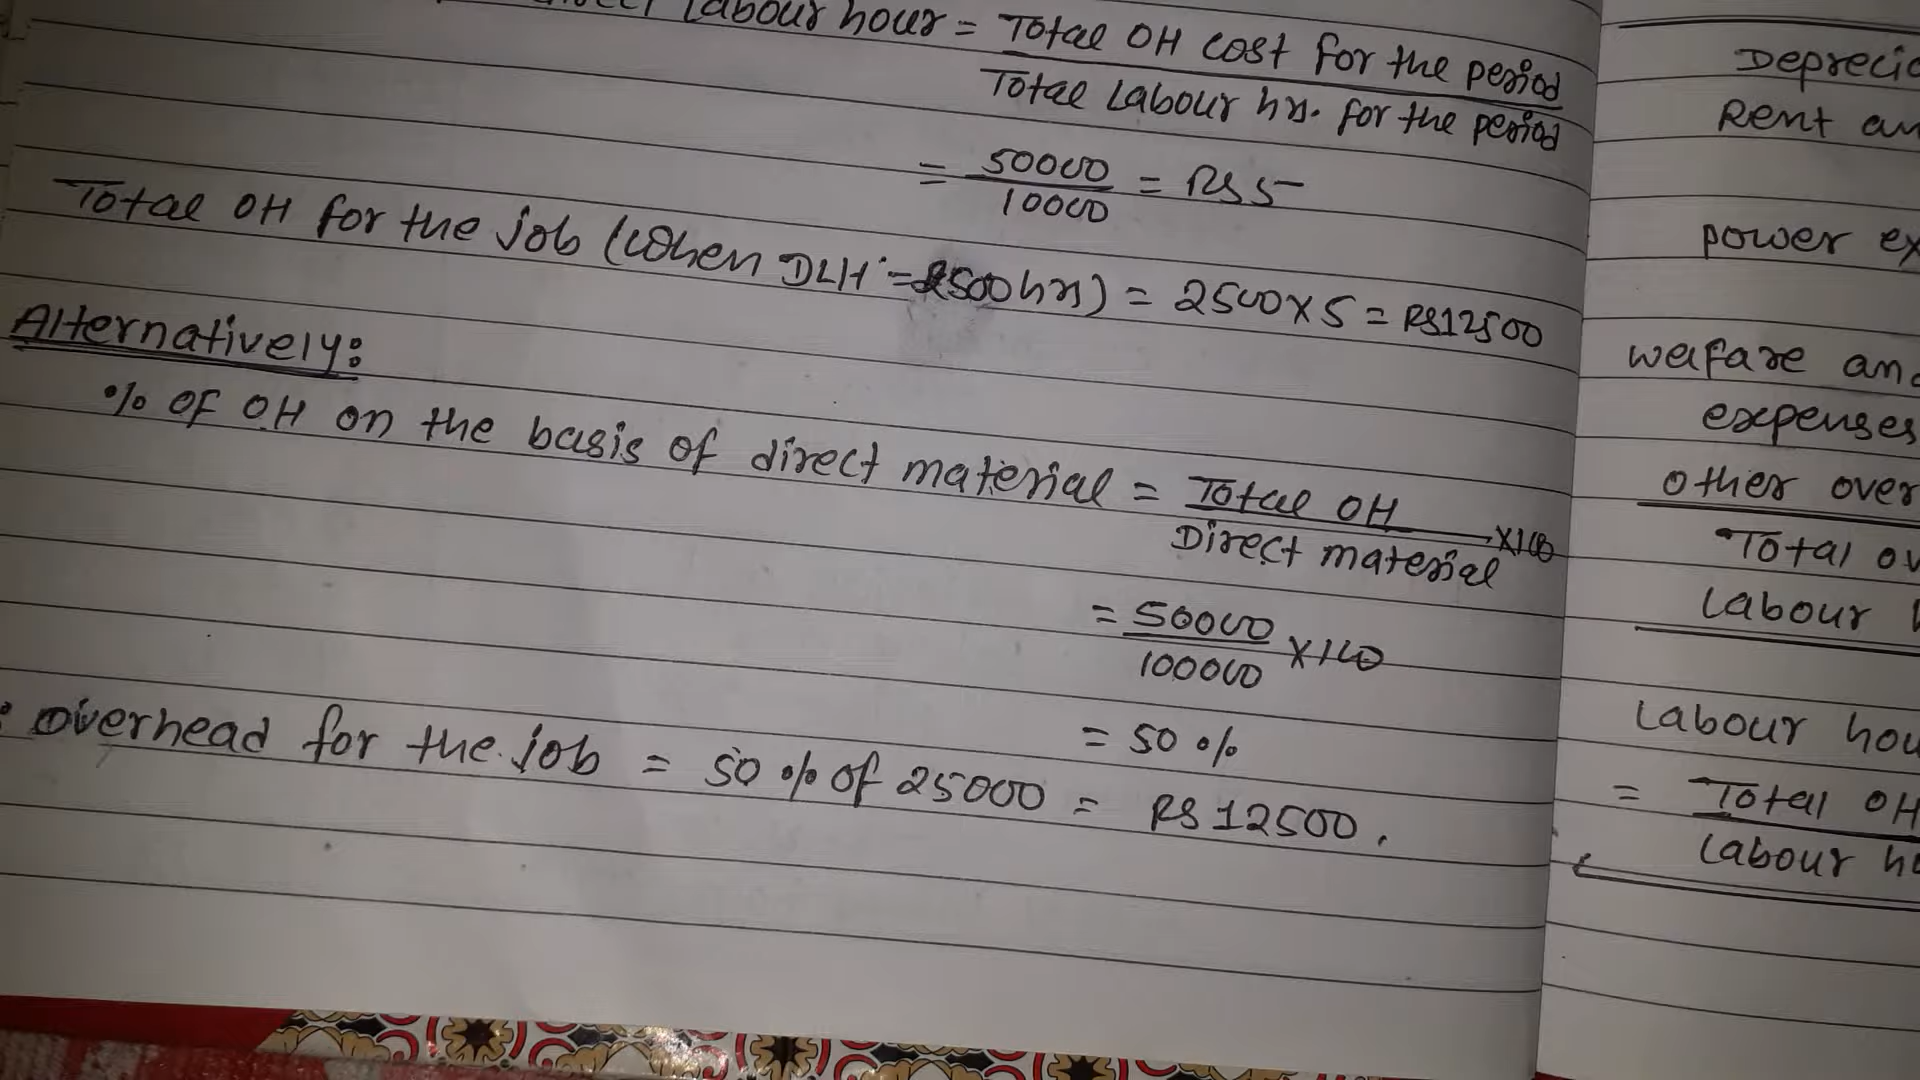 Labour hour = Total OH cost for the period
Total Labour hrs. for the period
= 50000
10000
= RS 5
Total OH for the job (when DLH = 2500 hrs) = 2500 X 5 = RS 12500
Alternatively:
% OF OH on the basis of direct material = Total OH
Direct material
X 100
= 50000
100000
X 100
= 50 %
overhead for the job = 50 % of 25000 = RS 12500.
Deprecia
Rent an
power ex
welfare and
expenses
other over
Total ov
Labour h
Labour hou
= Total OH
Labour ho